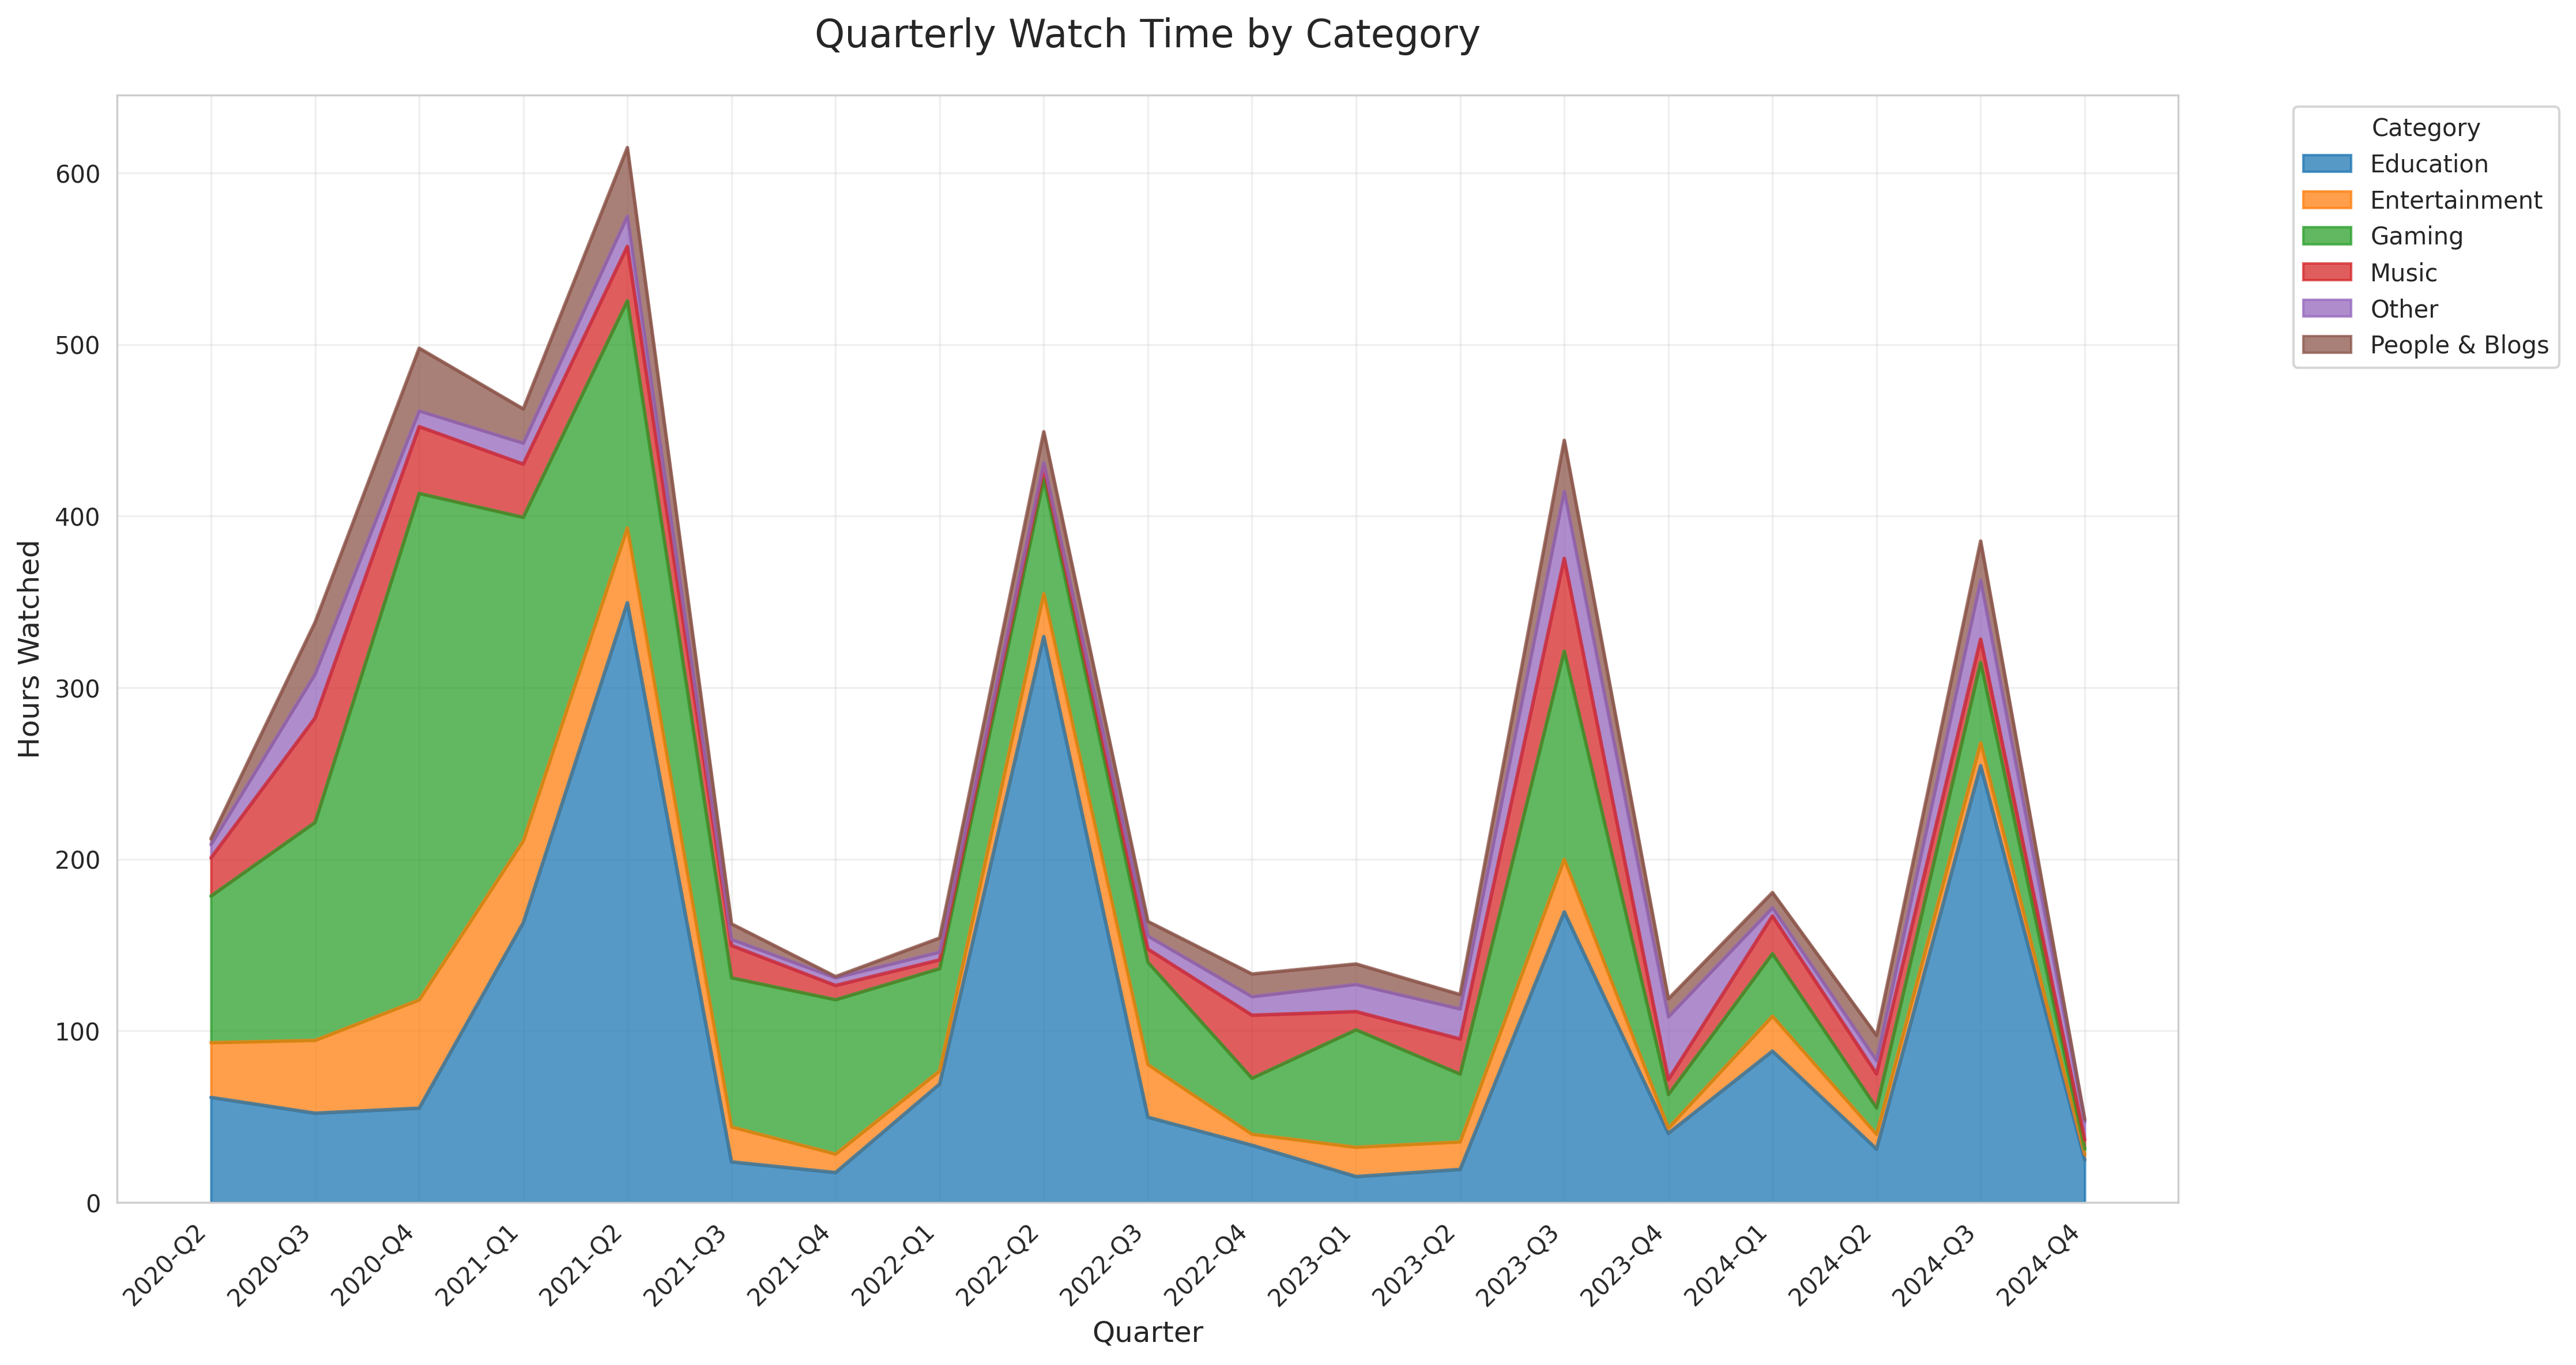 Quarterly Watch Time by Category
Hours Watched
600
500
400
300
200
100
0
2020-Q2
2020-Q3
2020-Q4
2021-Q1
2021-Q2
2021-Q3
2021-Q4
2022-Q1
2022-Q2
2022-Q3
2022-Q4
2023-Q1
2023-Q2
2023-Q3
2023-Q4
2024-Q1
2024-Q2
2024-Q3
2024-Q4
Quarter
Category
Education
Entertainment
Gaming
Music
Other
People & Blogs